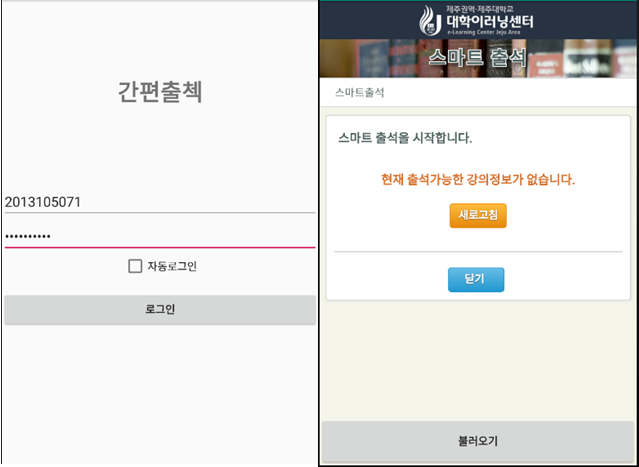 간편출첵
2013105071
••••••••••
자동로그인
로그인
제주권역·제주대학교
대학이러닝센터
e-Learning Center Jeju Area
스마트 출석
스마트출석
스마트 출석을 시작합니다.
현재 출석가능한 강의정보가 없습니다.
새로고침
닫기
불러오기